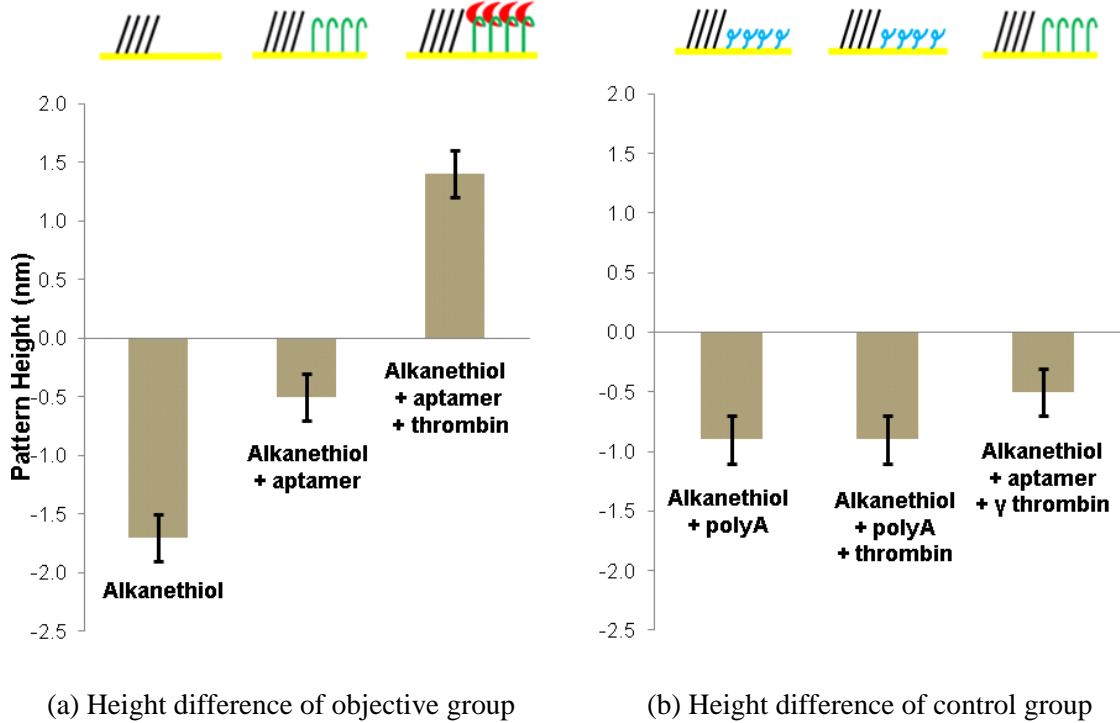 Pattern Height (nm)
2.0
1.5
1.0
0.5
0.0
-0.5
-1.0
-1.5
-2.0
-2.5
Alkanethiol
Alkanethiol
+ aptamer
Alkanethiol
+ aptamer
+ thrombin
(a) Height difference of objective group
2.0
1.5
1.0
0.5
0.0
-0.5
-1.0
-1.5
-2.0
-2.5
Alkanethiol
+ polyA
Alkanethiol
+ polyA
+ thrombin
Alkanethiol
+ aptamer
+ γ thrombin
(b) Height difference of control group